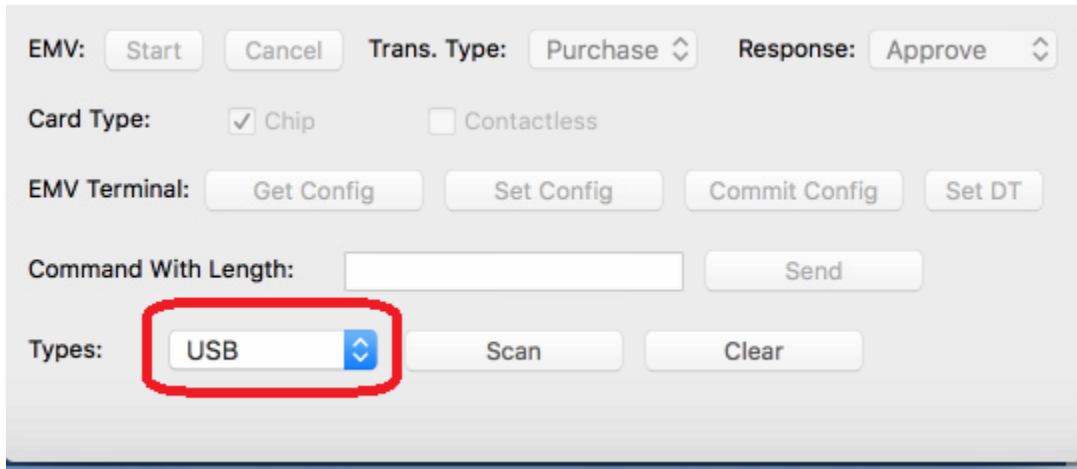 EMV: Start Cancel Trans. Type: Purchase Response: Approve
Card Type: Chip Contactless
EMV Terminal: Get Config Set Config Commit Config Set DT
Command With Length: Send
Types: USB Scan Clear